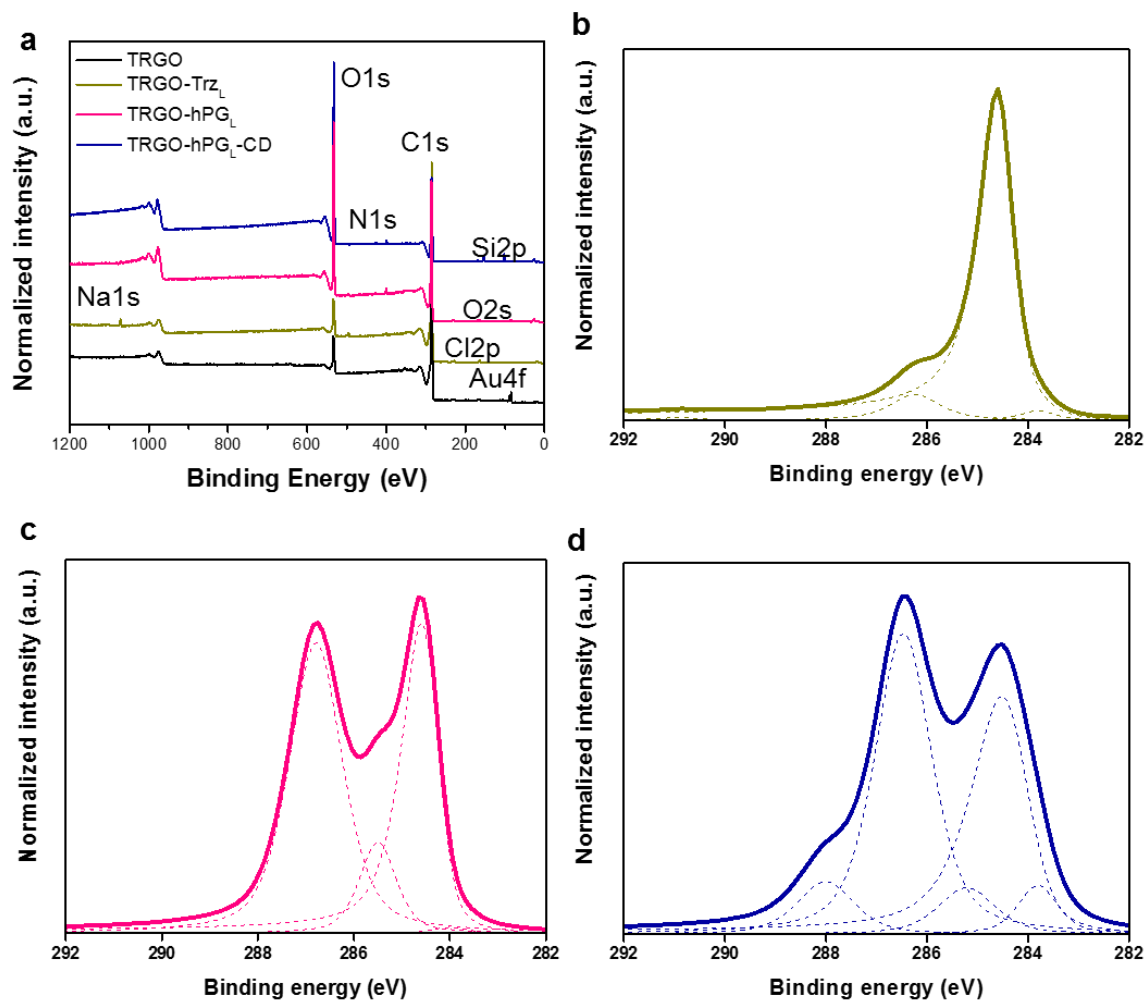 a
TRGO
TRGO-Trz_L
TRGO-hPG_L
TRGO-hPG_L-CD
O1s
C1s
N1s
Si2p
Na1s
O2s
Cl2p
Au4f
Normalized intensity (a.u.)
1200 1000 800 600 400 200 0
Binding Energy (eV)
b
Normalized intensity (a.u.)
292 290 288 286 284 282
Binding energy (eV)
c
Normalized intensity (a.u.)
292 290 288 286 284 282
Binding energy (eV)
d
Normalized intensity (a.u.)
292 290 288 286 284 282
Binding energy (eV)